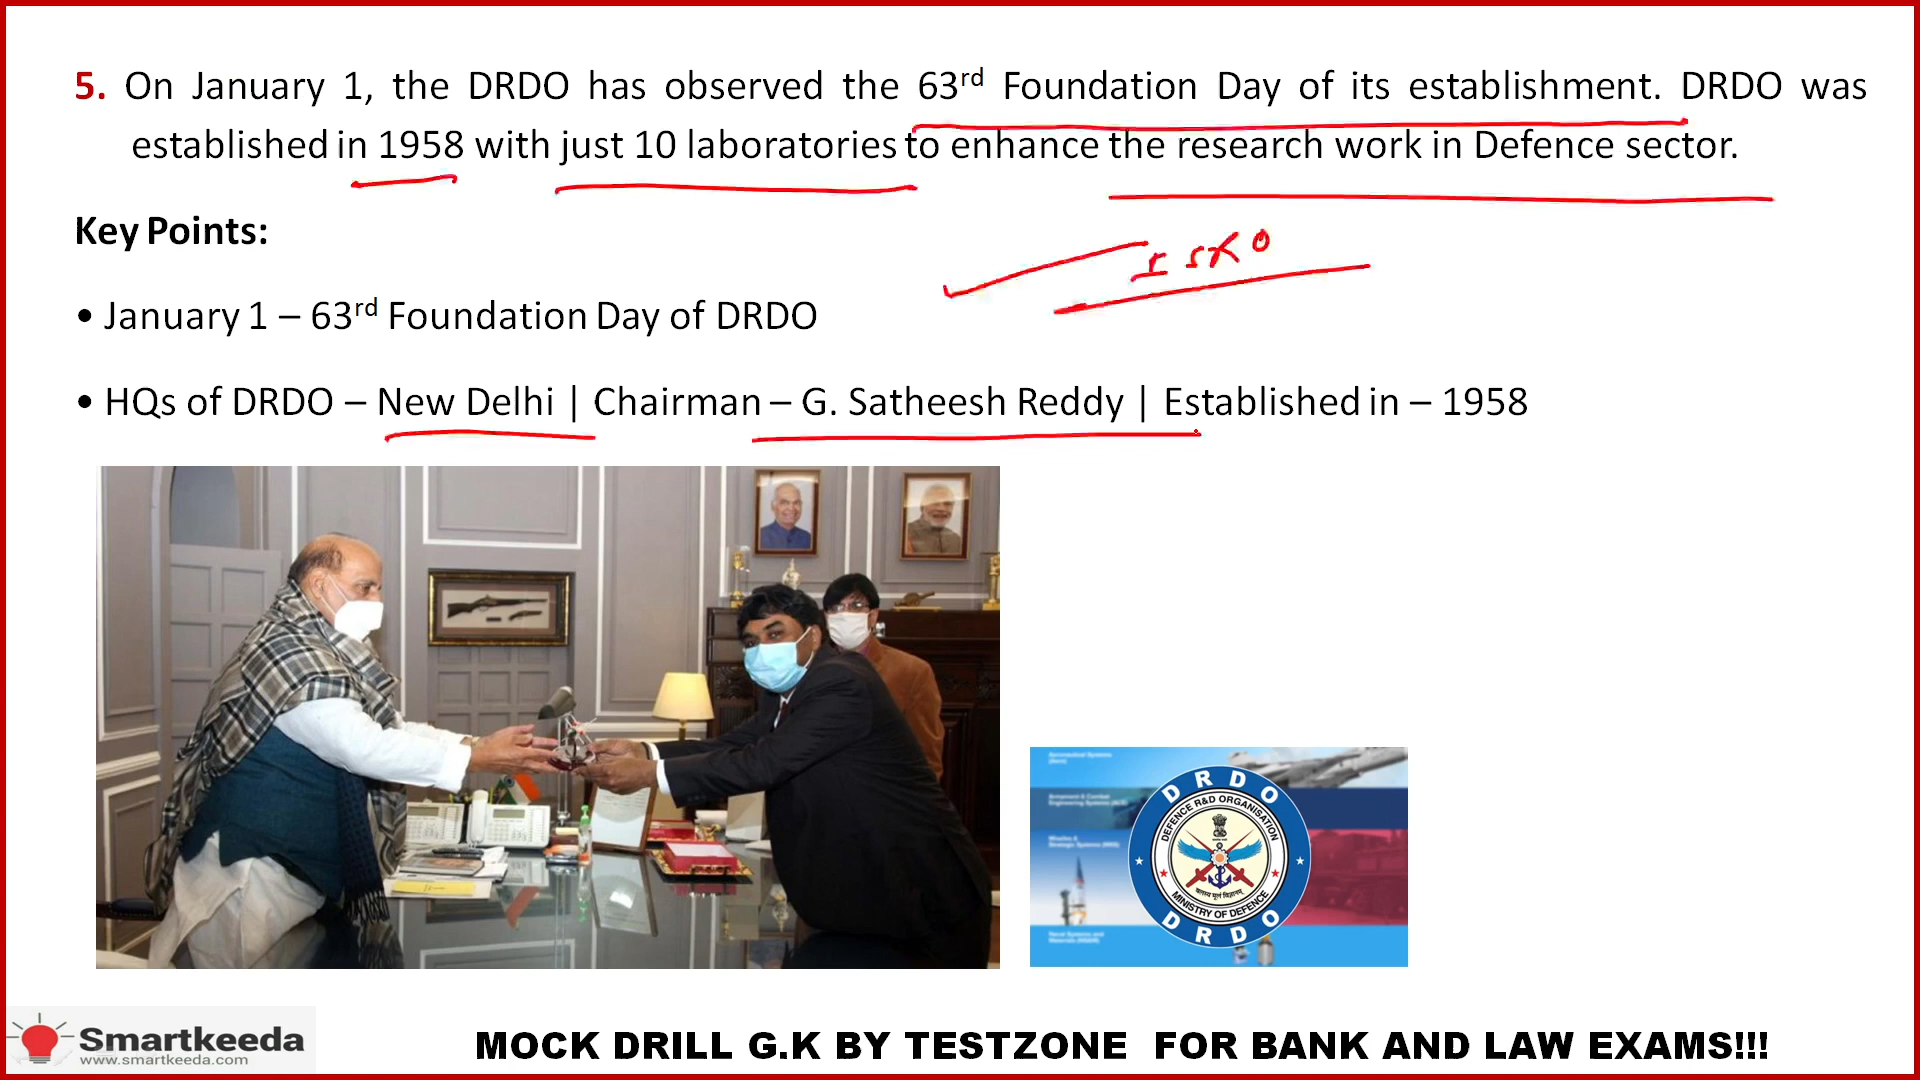 5. On January 1, the DRDO has observed the 63rd Foundation Day of its establishment. DRDO was
established in 1958 with just 10 laboratories to enhance the research work in Defence sector.
ISRO
Key Points:
• January 1 – 63rd Foundation Day of DRDO
• HQs of DRDO – New Delhi | Chairman – G. Satheesh Reddy | Established in – 1958
DRDO
DEFENCE R&D ORGANISATION
MINISTRY OF DEFENCE
DRDO
Smartkeeda
www.smartkeeda.com
MOCK DRILL G.K BY TESTZONE FOR BANK AND LAW EXAMS!!!